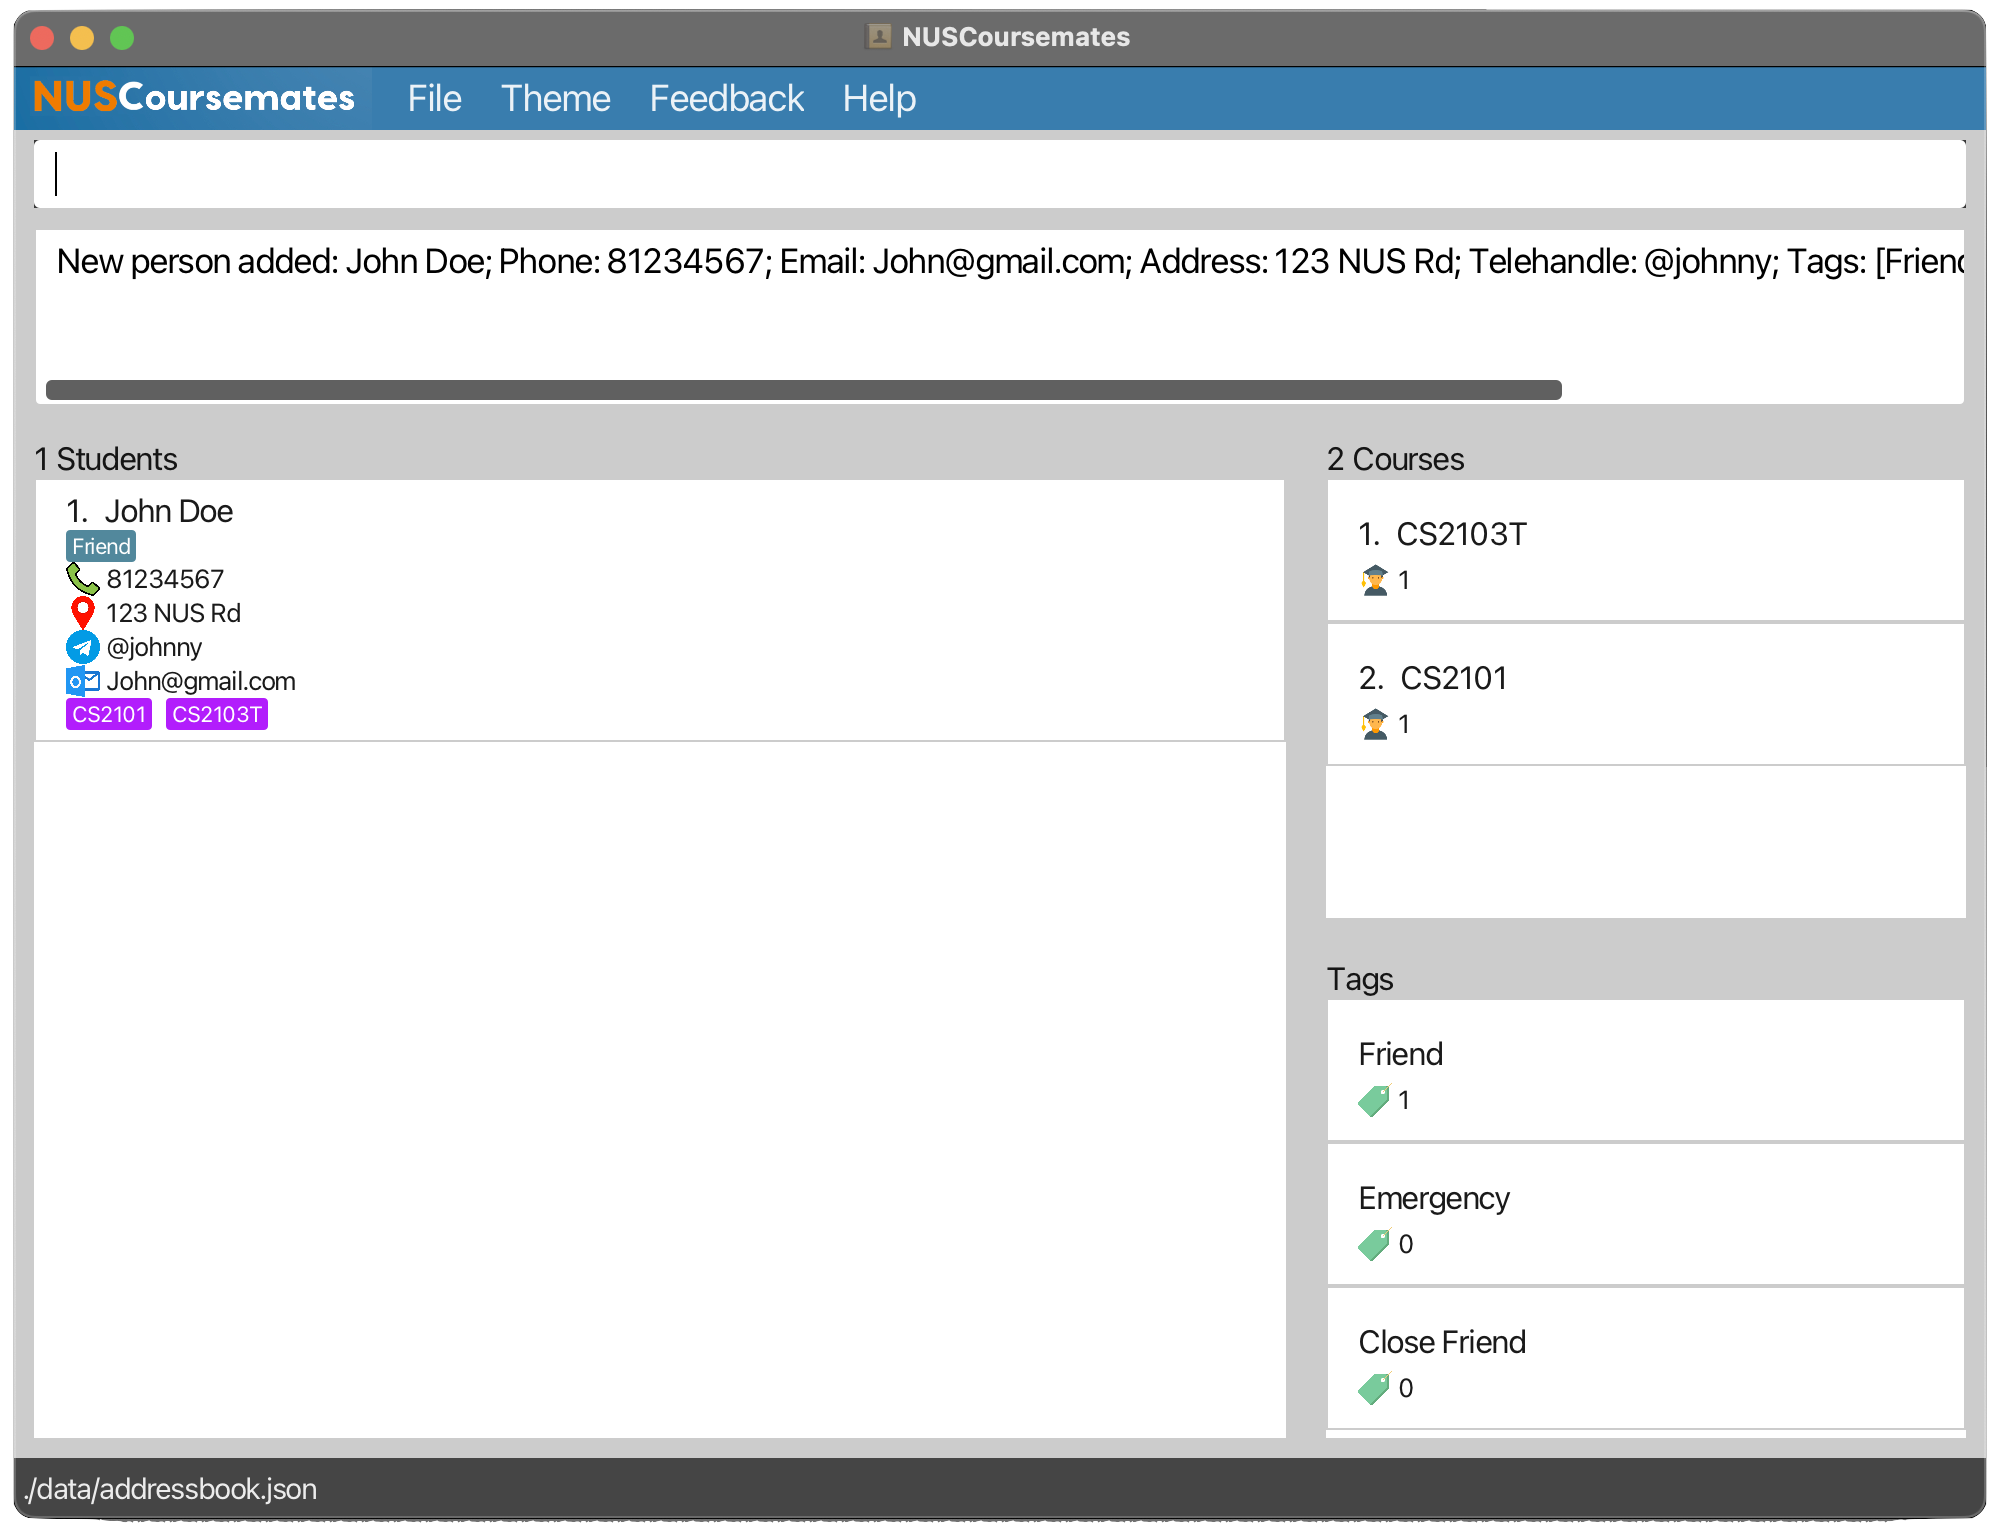 NUSCoursemates
NUSCoursemates File Theme Feedback Help
New person added: John Doe; Phone: 81234567; Email: John@gmail.com; Address: 123 NUS Rd; Telehandle: @johnny; Tags: [Friend
1 Students
1. John Doe
Friend
81234567
123 NUS Rd
@johnny
John@gmail.com
CS2101 CS2103T
2 Courses
1. CS2103T
1
2. CS2101
1
Tags
Friend
1
Emergency
0
Close Friend
0
./data/addressbook.json